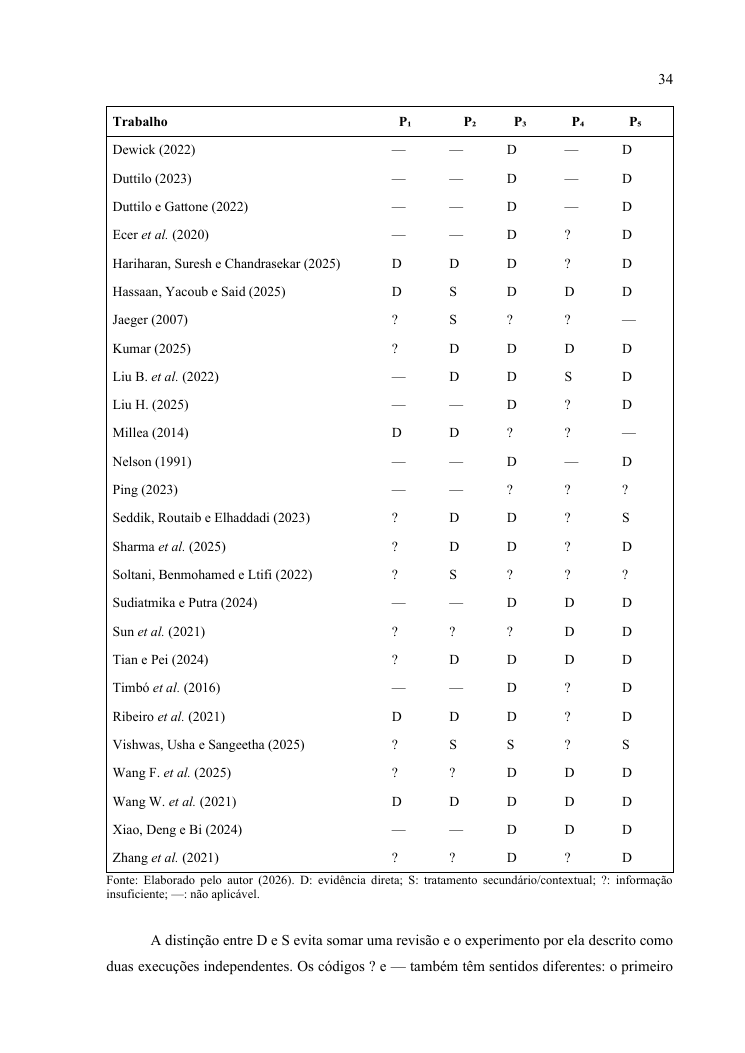 34
Trabalho P₁ P₂ P₃ P₄ P₅
Dewick (2022) — — D — D
Duttilo (2023) — — D — D
Duttilo e Gattone (2022) — — D — D
Ecer et al. (2020) — — D ? D
Hariharan, Suresh e Chandrasekar (2025) D D D ? D
Hassaan, Yacoub e Said (2025) D S D D D
Jaeger (2007) ? S ? ? —
Kumar (2025) ? D D D D
Liu B. et al. (2022) — D D S D
Liu H. (2025) — — D ? D
Millea (2014) D D ? ? —
Nelson (1991) — — D — D
Ping (2023) — — ? ? ?
Seddik, Routaib e Elhaddadi (2023) ? D D ? S
Sharma et al. (2025) ? D D ? D
Soltani, Benmohamed e Ltifi (2022) ? S ? ? ?
Sudiatmika e Putra (2024) — — D D D
Sun et al. (2021) ? ? ? D D
Tian e Pei (2024) ? D D D D
Timbó et al. (2016) — — D ? D
Ribeiro et al. (2021) D D D ? D
Vishwas, Usha e Sangeetha (2025) ? S S ? S
Wang F. et al. (2025) ? ? D D D
Wang W. et al. (2021) D D D D D
Xiao, Deng e Bi (2024) — — D D D
Zhang et al. (2021) ? ? D ? D
Fonte: Elaborado pelo autor (2026). D: evidência direta; S: tratamento secundário/contextual; ?: informação
insuficiente; —: não aplicável.
A distinção entre D e S evita somar uma revisão e o experimento por ela descrito como
duas execuções independentes. Os códigos ? e — também têm sentidos diferentes: o primeiro